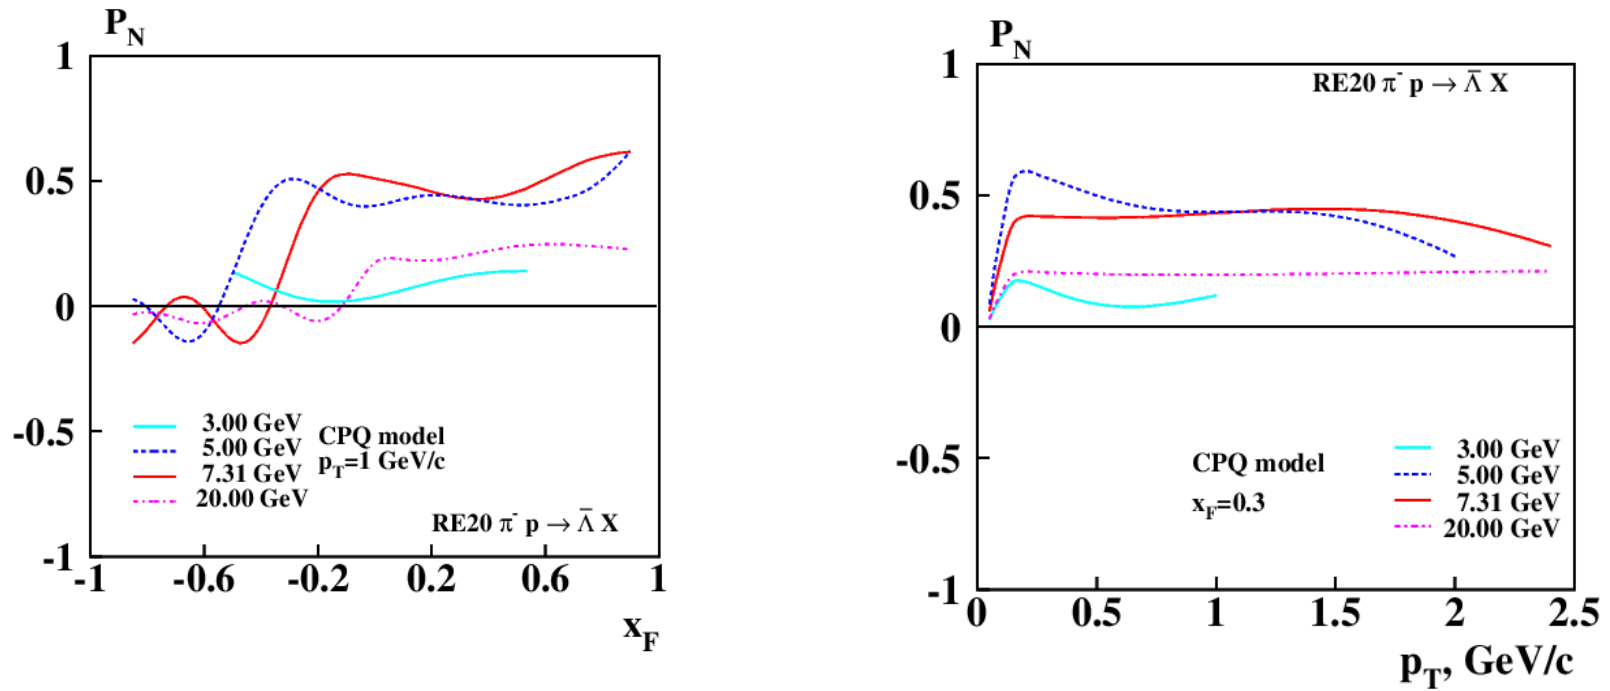 P_N
1
0.5
0
-0.5
-1
3.00 GeV
5.00 GeV
7.31 GeV
20.00 GeV
CPQ model
p_T=1 GeV/c
RE20 π⁻ p → Λ̄ X
-1 -0.6 -0.2 0.2 0.6 1
x_F
P_N
RE20 π⁻ p → Λ̄ X
1
0.5
0
-0.5
-1
CPQ model
x_F=0.3
3.00 GeV
5.00 GeV
7.31 GeV
20.00 GeV
0 0.5 1 1.5 2 2.5
p_T, GeV/c